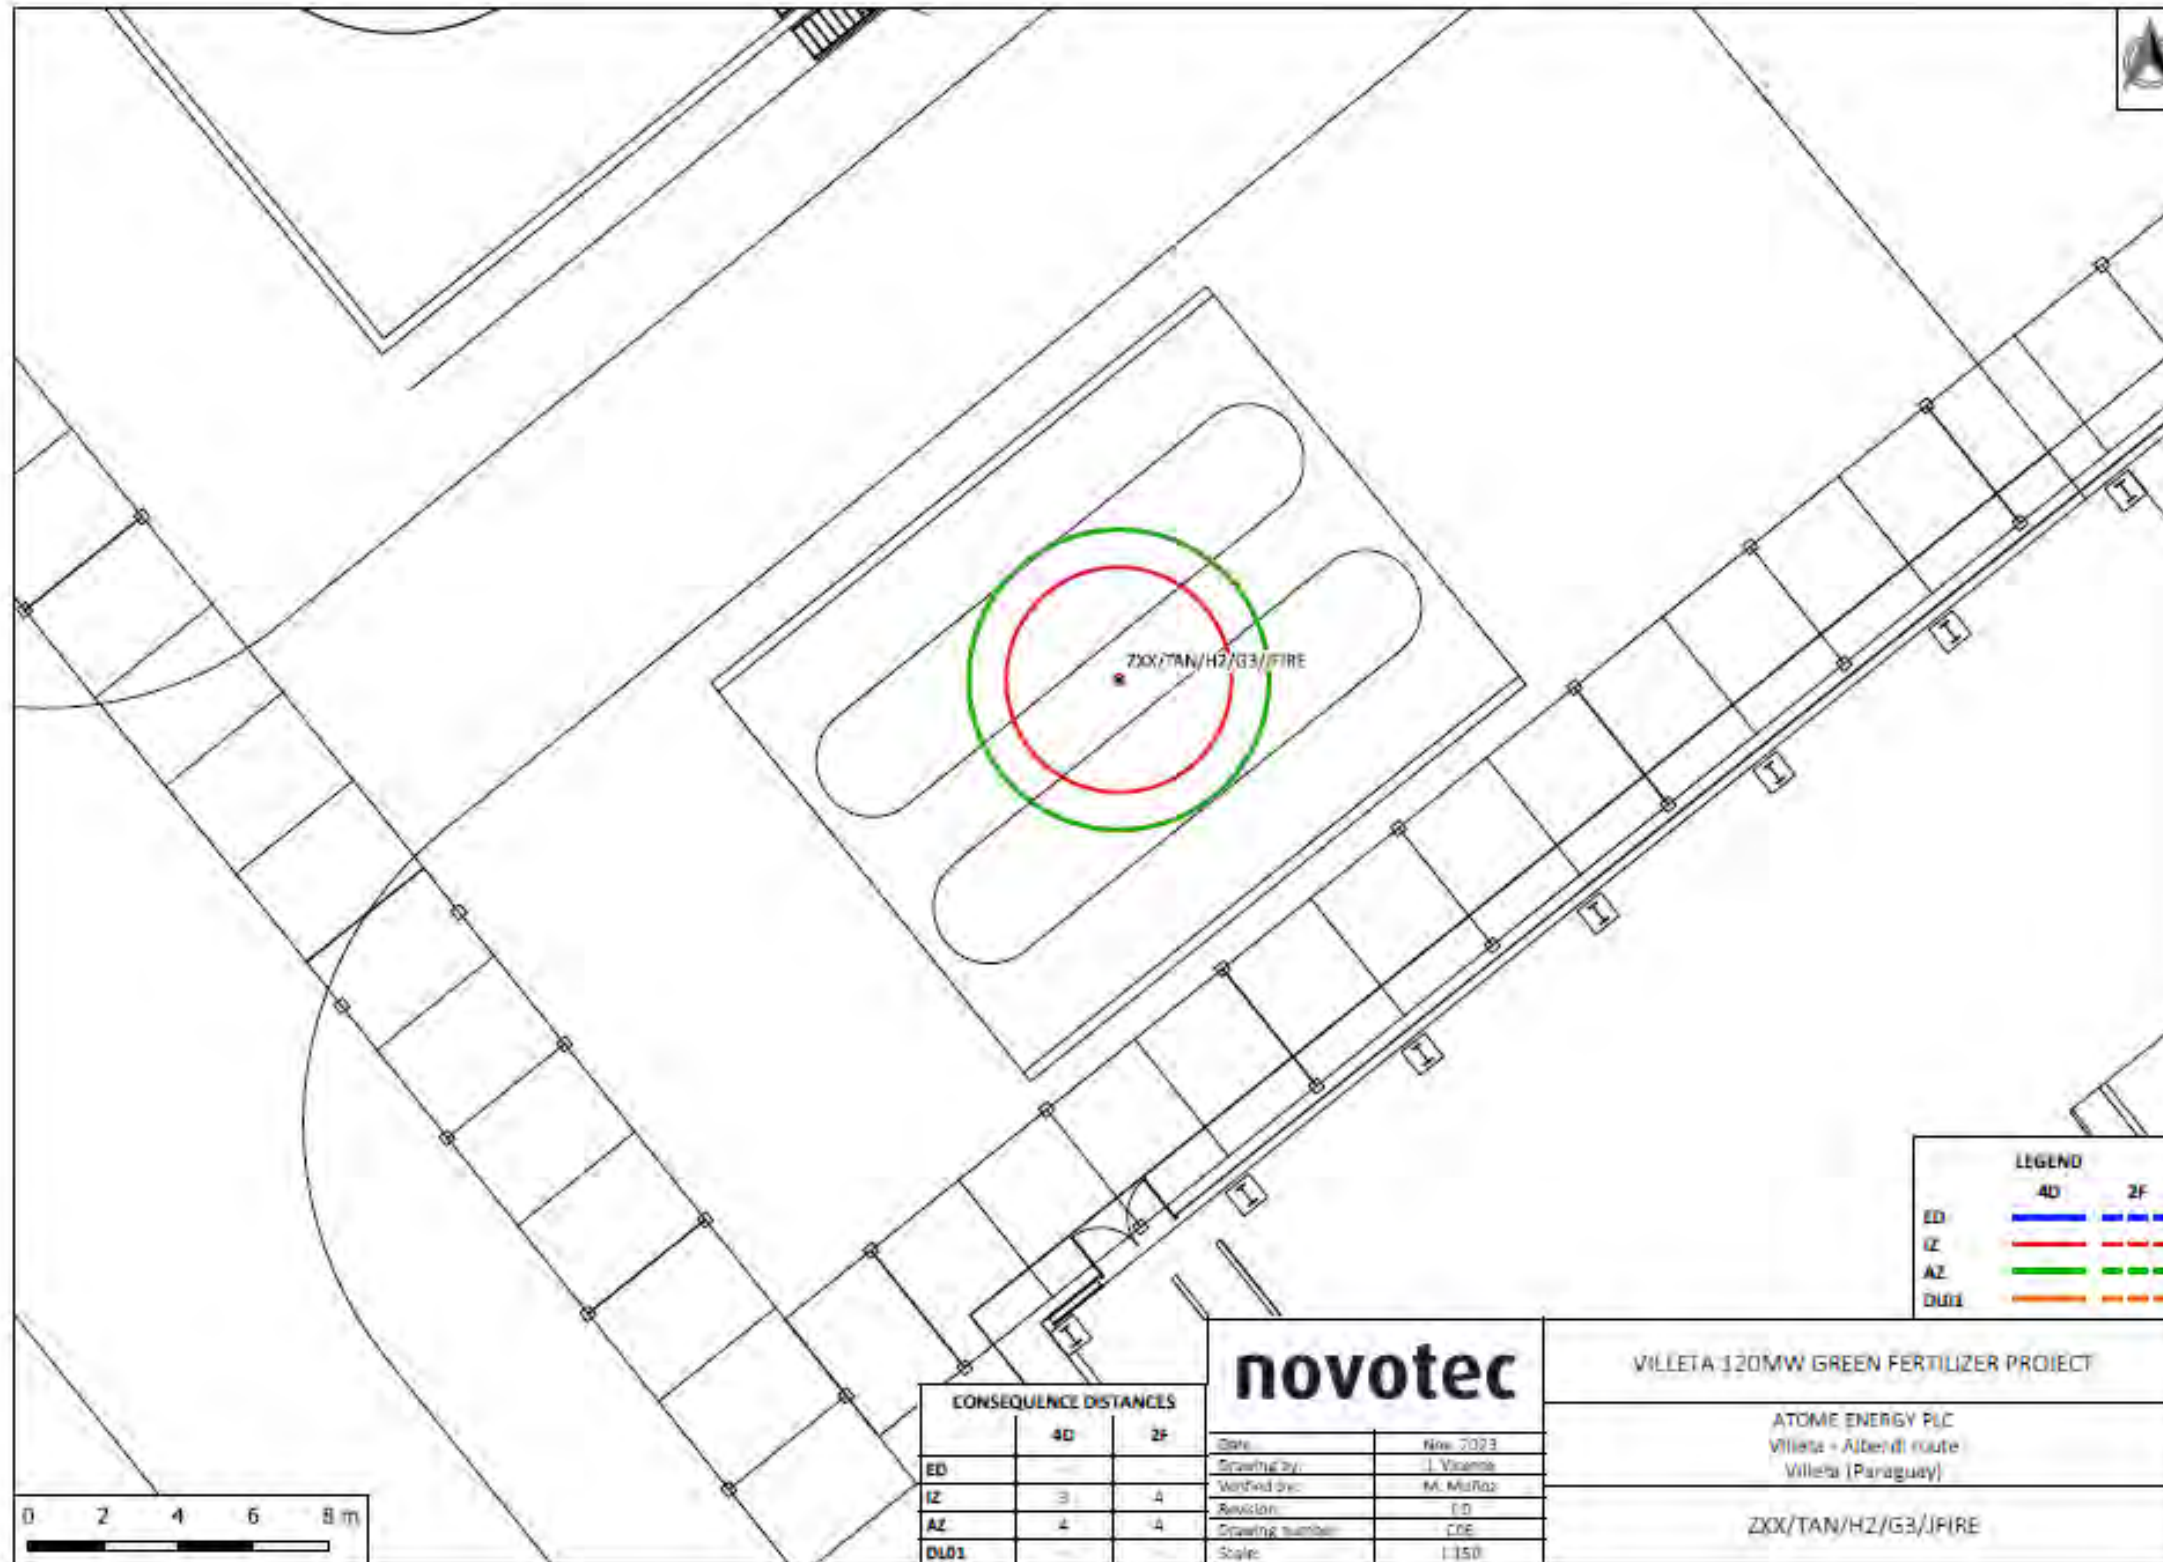 ZXX/TAN/H2/G3/JFIRE
LEGEND
4D 2F
ED
IZ
AZ
DL01
0 2 4 6 8 m
CONSEQUENCE DISTANCES
4D 2F
ED
IZ 3 4
AZ 4 4
DL01
novotec
Date Nov. 2023
Drawing by: J. Vicente
Verified by: M. Muñoz
Revision:
Drawing number
Scale: 1:150
VILLETA 120MW GREEN FERTILIZER PROJECT
ATOME ENERGY PLC
Villeta - Alberdi route
Villeta (Paraguay)
ZXX/TAN/H2/G3/JFIRE